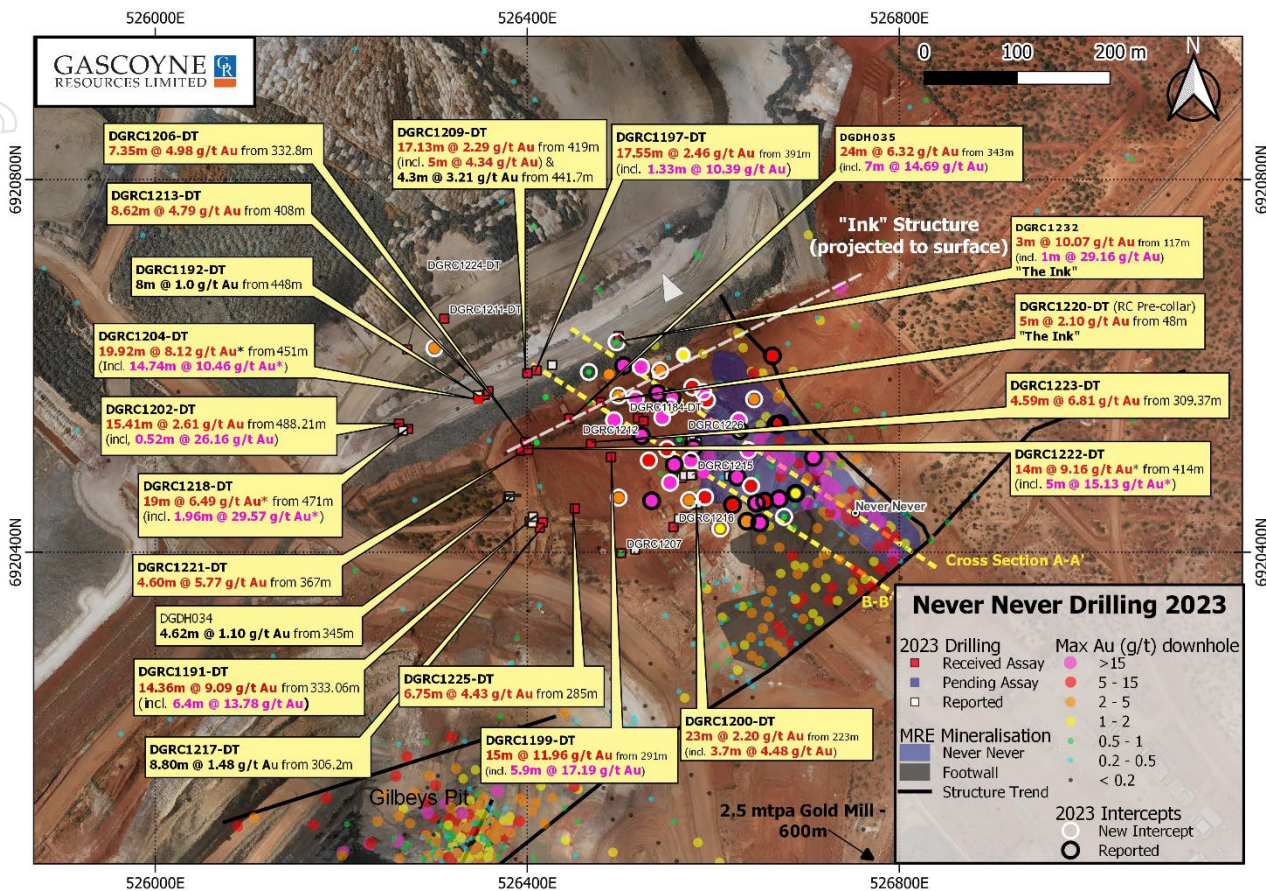 526000E
526400E
526800E
GASCOYNE
RESOURCES LIMITED
GR
0 100 200 m
N
6920800N
6920800N
DGRC1206-DT
7.35m @ 4.98 g/t Au from 332.8m
DGRC1209-DT
17.13m @ 2.29 g/t Au from 419m
(incl. 5m @ 4.34 g/t Au) &
4.3m @ 3.21 g/t Au from 441.7m
DGRC1197-DT
17.55m @ 2.46 g/t Au from 391m
(incl. 1.33m @ 10.39 g/t Au)
DGDH035
24m @ 6.32 g/t Au from 343m
(incl. 7m @ 14.69 g/t Au)
DGRC1213-DT
8.62m @ 4.79 g/t Au from 408m
"Ink" Structure
(projected to surface)
DGRC1232
3m @ 10.07 g/t Au from 117m
(incl. 1m @ 29.16 g/t Au)
"The Ink"
DGRC1192-DT
8m @ 1.0 g/t Au from 448m
DGRC1224-DT
DGRC1211-DT
DGRC1220-DT (RC Pre-collar)
5m @ 2.10 g/t Au from 48m
"The Ink"
DGRC1204-DT
19.92m @ 8.12 g/t Au* from 451m
(Incl. 14.74m @ 10.46 g/t Au*)
DGRC1223-DT
4.59m @ 6.81 g/t Au from 309.37m
DGRC1202-DT
15.41m @ 2.61 g/t Au from 488.21m
(incl, 0.52m @ 26.16 g/t Au)
DGRC1184-DT
DGRC1212
DGRC1226
DGRC1215
DGRC1222-DT
14m @ 9.16 g/t Au* from 414m
(incl. 5m @ 15.13 g/t Au*)
DGRC1218-DT
19m @ 6.49 g/t Au* from 471m
(incl. 1.96m @ 29.57 g/t Au*)
Never Never
DGRC1216
DGRC1207
6920400N
6920400N
DGRC1221-DT
4.60m @ 5.77 g/t Au from 367m
Cross Section A-A'
B-B'
DGDH034
4.62m @ 1.10 g/t Au from 345m
DGRC1191-DT
14.36m @ 9.09 g/t Au from 333.06m
(incl. 6.4m @ 13.78 g/t Au)
DGRC1225-DT
6.75m @ 4.43 g/t Au from 285m
DGRC1217-DT
8.80m @ 1.48 g/t Au from 306.2m
DGRC1199-DT
15m @ 11.96 g/t Au from 291m
(incl. 5.9m @ 17.19 g/t Au)
DGRC1200-DT
23m @ 2.20 g/t Au from 223m
(incl. 3.7m @ 4.48 g/t Au)
Gilbeys Pit
2.5 mtpa Gold Mill -
600m
Never Never Drilling 2023
2023 Drilling
Received Assay
Pending Assay
Reported
MRE Mineralisation
Never Never
Footwall
Structure Trend
Max Au (g/t) downhole
>15
5 - 15
2 - 5
1 - 2
0.5 - 1
0.2 - 0.5
< 0.2
2023 Intercepts
New Intercept
Reported
526000E
526400E
526800E